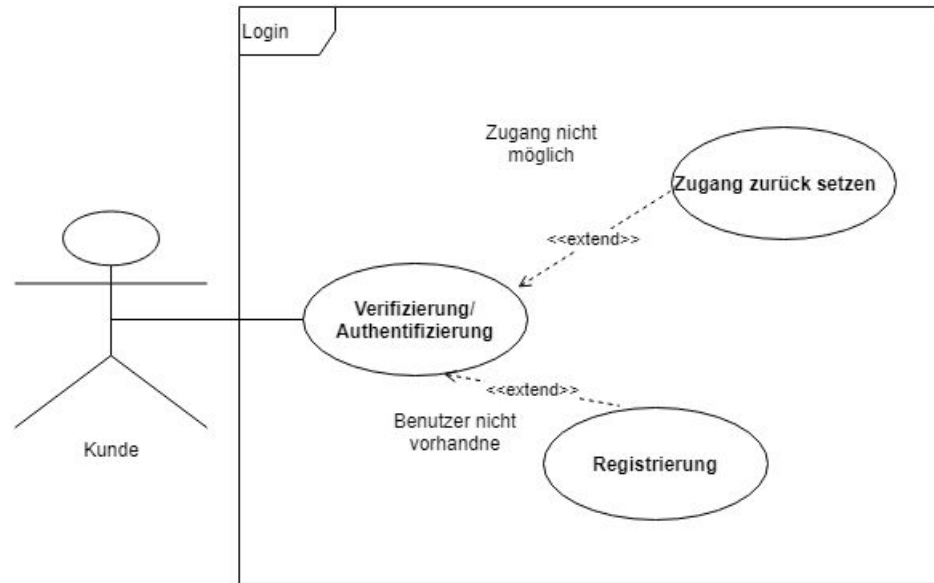 Login
Zugang nicht
möglich
Zugang zurück setzen
<<extend>>
Verifizierung/
Authentifizierung
<<extend>>
Benutzer nicht
vorhandne
Registrierung
Kunde